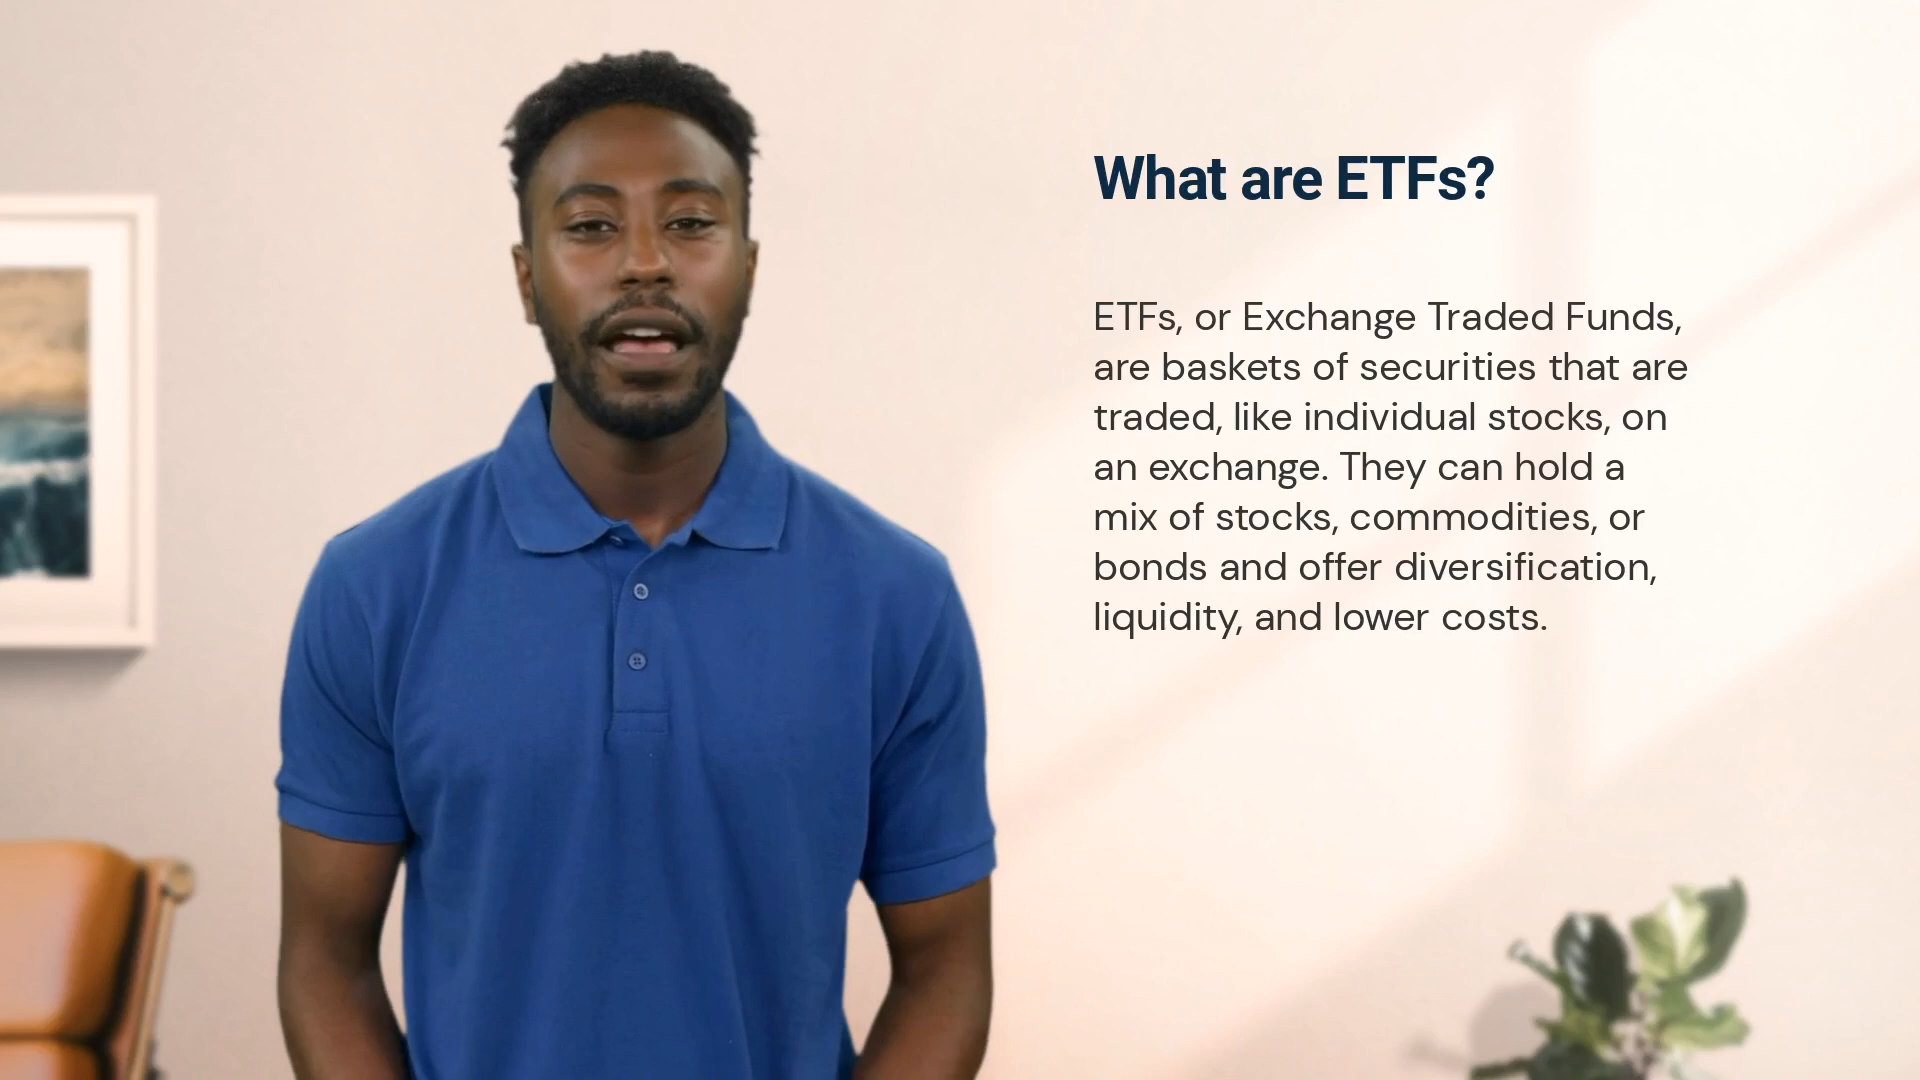 What are ETFs?
ETFs, or Exchange Traded Funds,
are baskets of securities that are
traded, like individual stocks, on
an exchange. They can hold a
mix of stocks, commodities, or
bonds and offer diversification,
liquidity, and lower costs.